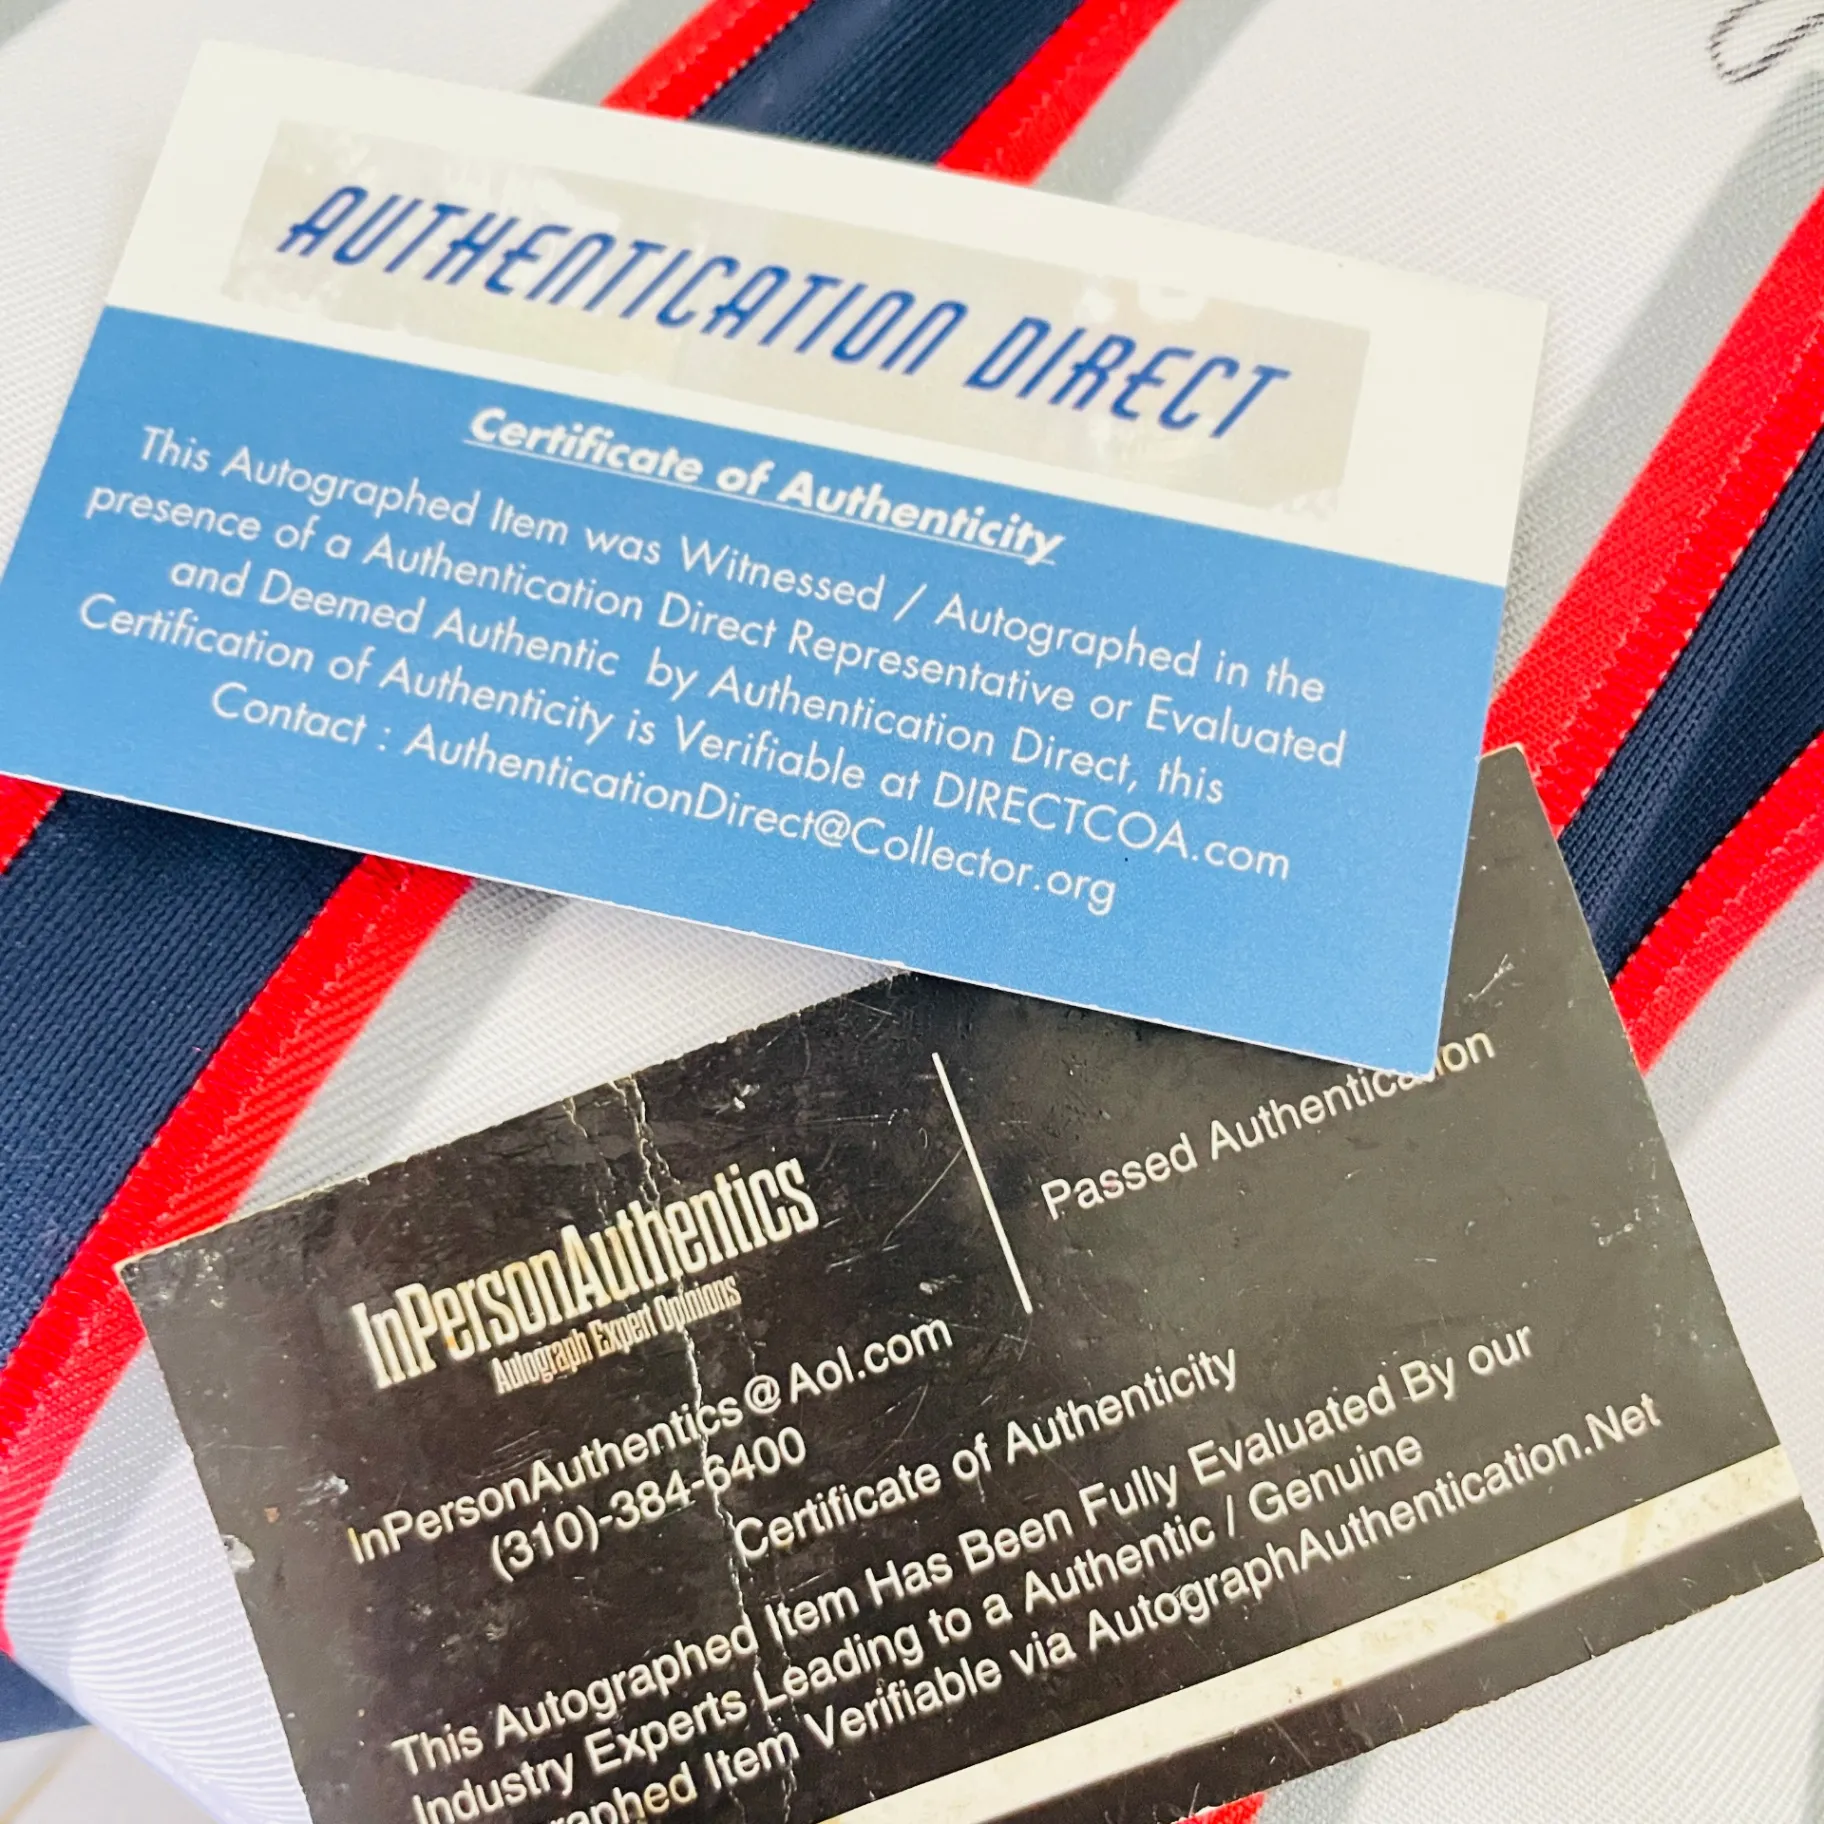 AUTHENTICATION DIRECT
Certificate of Authenticity
This Autographed Item was Witnessed / Autographed in the
presence of a Authentication Direct Representative or Evaluated
and Deemed Authentic by Authentication Direct, this
Certification of Authenticity is Verifiable at DIRECTCOA.com
Contact : AuthenticationDirect@Collector.org
InPersonAuthentics
Autograph Expert Opinions
InPersonAuthentics@Aol.com
(310)-384-6400
Passed Authentication
Certificate of Authenticity
This Autographed Item Has Been Fully Evaluated By our
Industry Experts Leading to a Authentic / Genuine
Item Verifiable via AutographAuthentication.Net